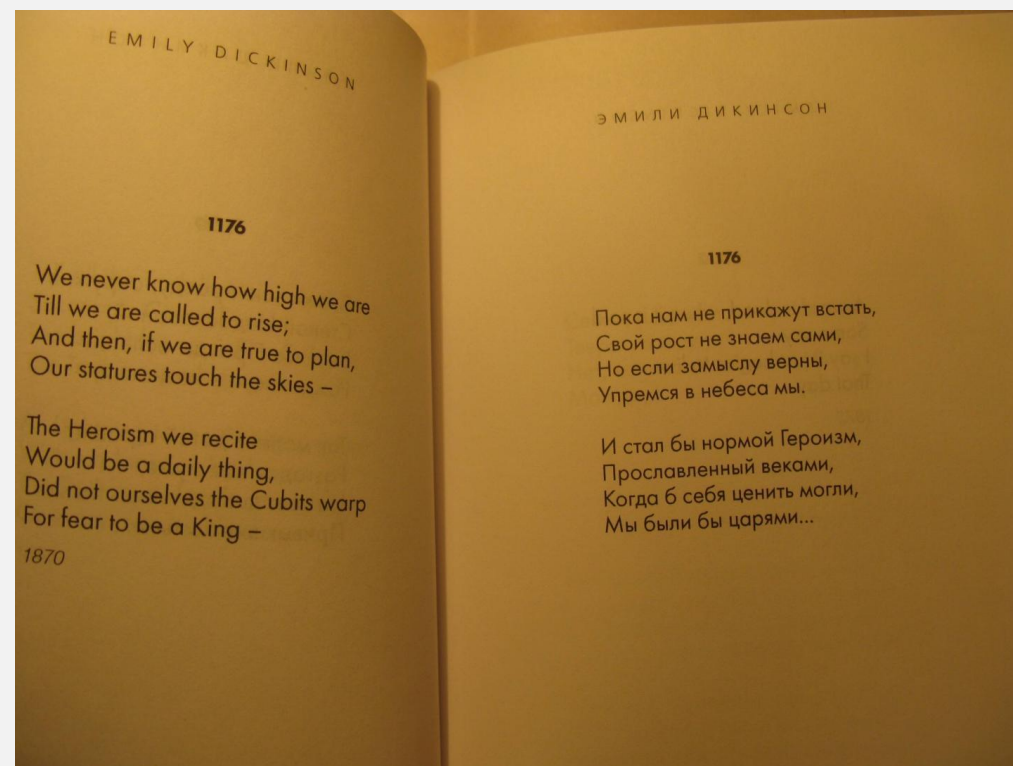 EMILY DICKINSON
1176
We never know how high we are
Till we are called to rise;
And then, if we are true to plan,
Our statures touch the skies –
The Heroism we recite
Would be a daily thing,
Did not ourselves the Cubits warp
For fear to be a King –
1870
ЭМИЛИ ДИКИНСОН
1176
Пока нам не прикажут встать,
Свой рост не знаем сами,
Но если замыслу верны,
Упремся в небеса мы.
И стал бы нормой Героизм,
Прославленный веками,
Когда б себя ценить могли,
Мы были бы царями...